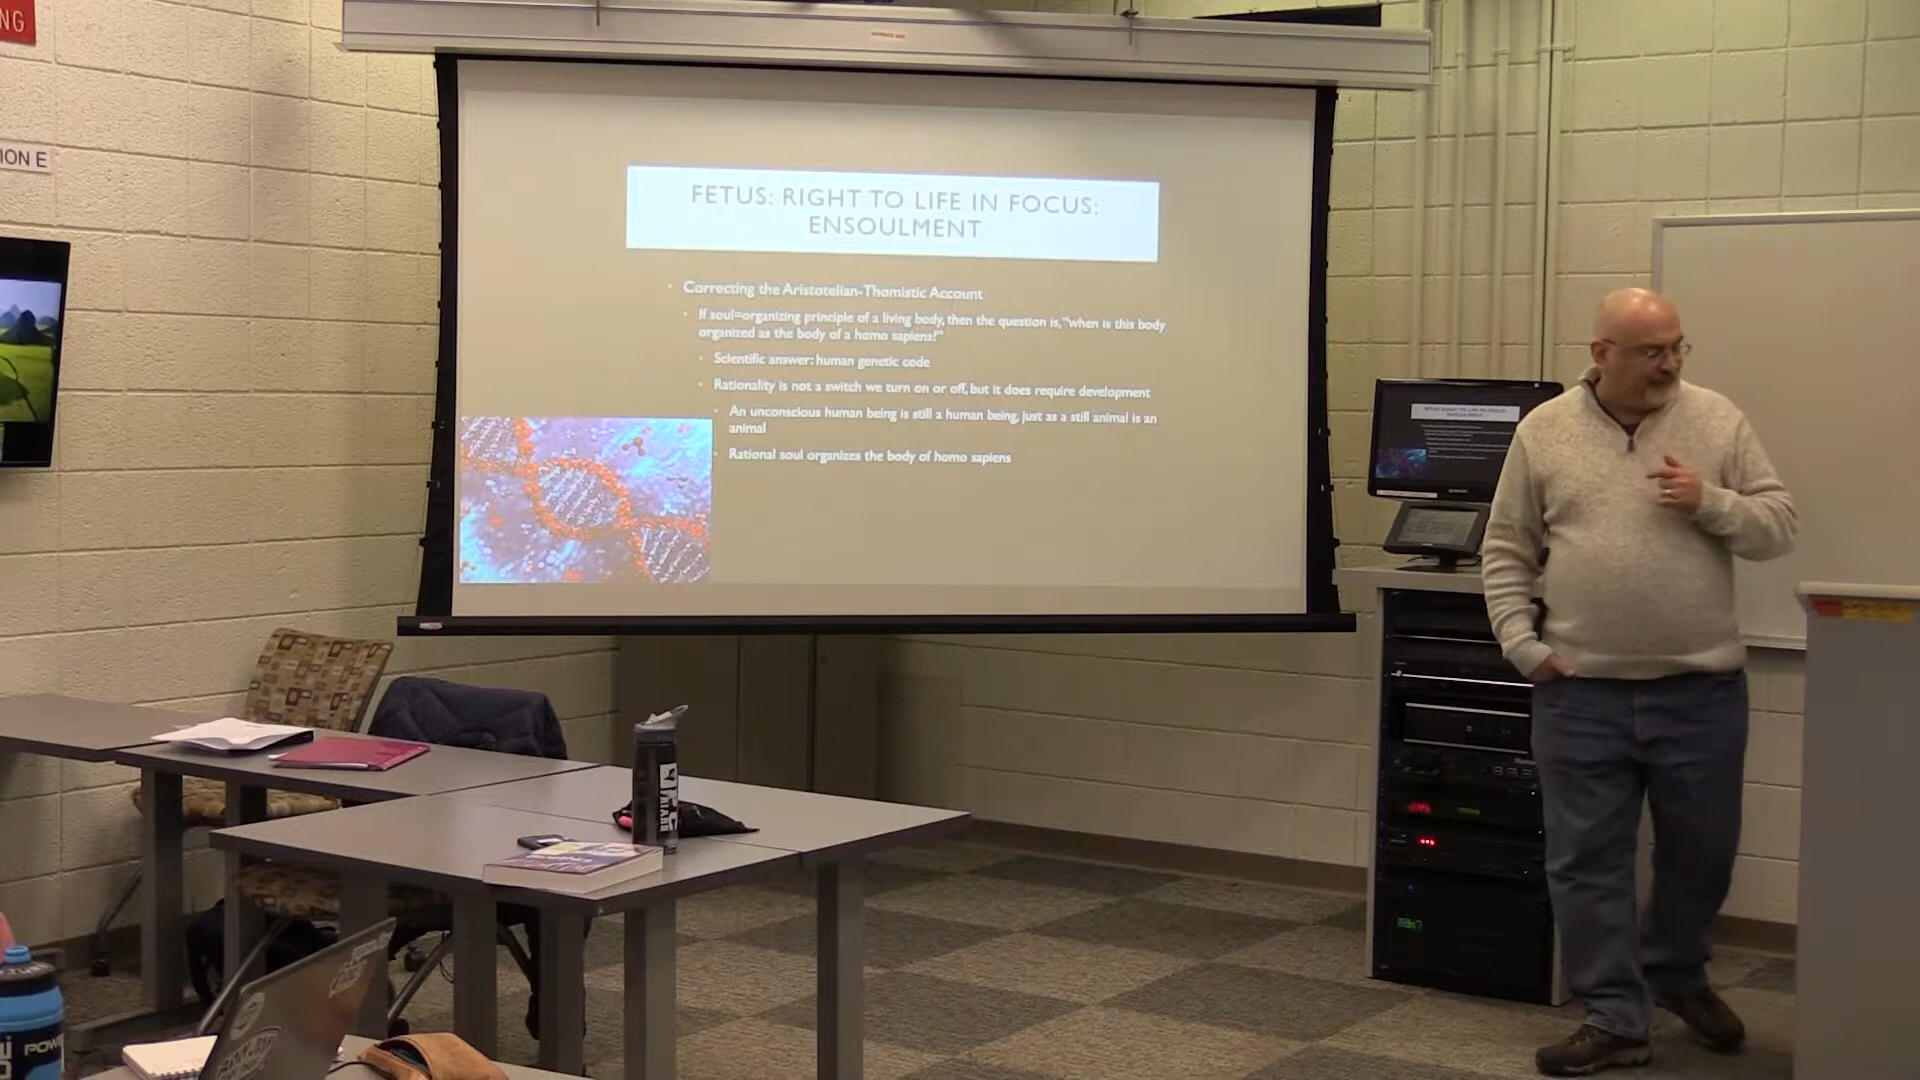 NG
ION E
FETUS: RIGHT TO LIFE IN FOCUS:
ENSOULMENT
Correcting the Aristotelian-Thomistic Account
If soul=organizing principle of a living body, then the question is, "when is this body
organized as the body of a homo sapiens?"
Scientific answer: human genetic code
Rationality is not a switch we turn on or off, but it does require development
An unconscious human being is still a human being, just as a still animal is an
animal
Rational soul organizes the body of homo sapiens